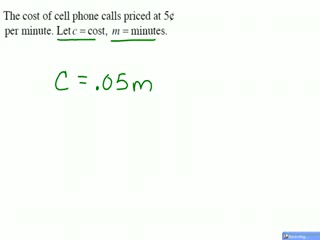 The cost of cell phone calls priced at 5¢
per minute. Let c = cost, m = minutes.
C = .05m